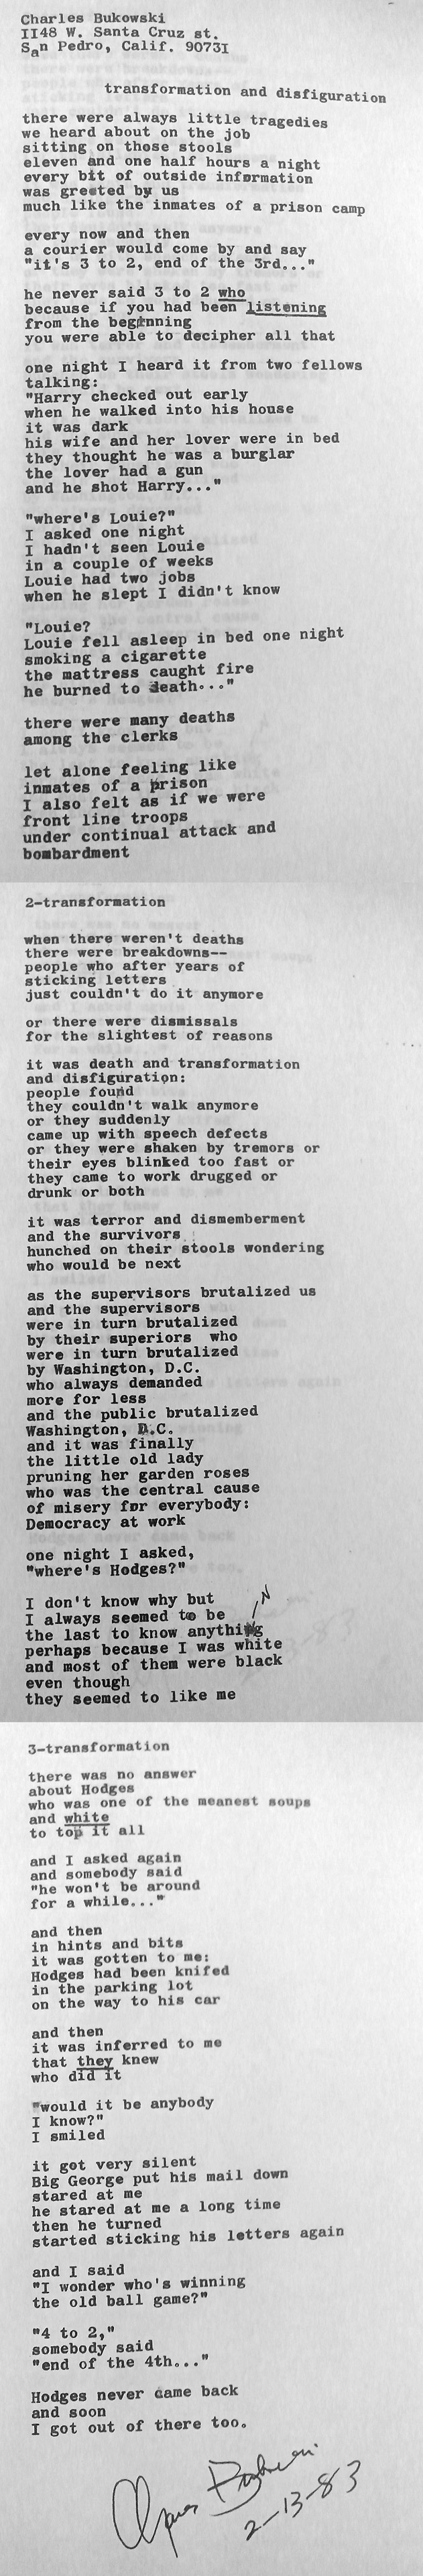 Charles Bukowski
II48 W. Santa Cruz st.
San Pedro, Calif. 9073I
transformation and disfiguration
there were always little tragedies
we heard about on the job
sitting on those stools
eleven and one half hours a night
every bit of outside information
was greeted by us
much like the inmates of a prison camp
every now and then
a courier would come by and say
"it's 3 to 2, end of the 3rd..."
he never said 3 to 2 who
because if you had been listening
from the beginning
you were able to decipher all that
one night I heard it from two fellows
talking:
"Harry checked out early
when he walked into his house
it was dark
his wife and her lover were in bed
they thought he was a burglar
the lover had a gun
and he shot Harry..."
"where's Louie?"
I asked one night
I hadn't seen Louie
in a couple of weeks
Louie had two jobs
when he slept I didn't know
"Louie?
Louie fell asleep in bed one night
smoking a cigarette
the mattress caught fire
he burned to death..."
there were many deaths
among the clerks
let alone feeling like
inmates of a prison
I also felt as if we were
front line troops
under continual attack and
bombardment
2-transformation
when there weren't deaths
there were breakdowns--
people who after years of
sticking letters
just couldn't do it anymore
or there were dismissals
for the slightest of reasons
it was death and transformation
and disfiguration:
people found
they couldn't walk anymore
or they suddenly
came up with speech defects
or they were shaken by tremors or
their eyes blinked too fast or
they came to work drugged or
drunk or both
it was terror and dismemberment
and the survivors
hunched on their stools wondering
who would be next
as the supervisors brutalized us
and the supervisors
were in turn brutalized
by their superiors who
were in turn brutalized
by Washington, D.C.
who always demanded
more for less
and the public brutalized
Washington, D.C.
and it was finally
the little old lady
pruning her garden roses
who was the central cause
of misery for everybody:
Democracy at work
one night I asked,
"where's Hodges?"
I don't know why but
I always seemed to be
N
the last to know anything
perhaps because I was white
and most of them were black
even though
they seemed to like me
3-transformation
there was no answer
about Hodges
who was one of the meanest soups
and white
to top it all
and I asked again
and somebody said
"he won't be around
for a while..."
and then
in hints and bits
it was gotten to me:
Hodges had been knifed
in the parking lot
on the way to his car
and then
it was inferred to me
that they knew
who did it
"would it be anybody
I know?"
I smiled
it got very silent
Big George put his mail down
stared at me
he stared at me a long time
then he turned
started sticking his letters again
and I said
"I wonder who's winning
the old ball game?"
"4 to 2,"
somebody said
"end of the 4th..."
Hodges never came back
and soon
I got out of there too.
Charles Bukowski
2-13-83